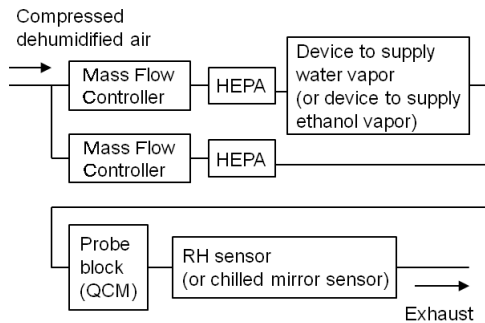 Compressed
dehumidified air
Mass Flow
Controller
HEPA
Device to supply
water vapor
(or device to supply
ethanol vapor)
Mass Flow
Controller
HEPA
Probe
block
(QCM)
RH sensor
(or chilled mirror sensor)
Exhaust